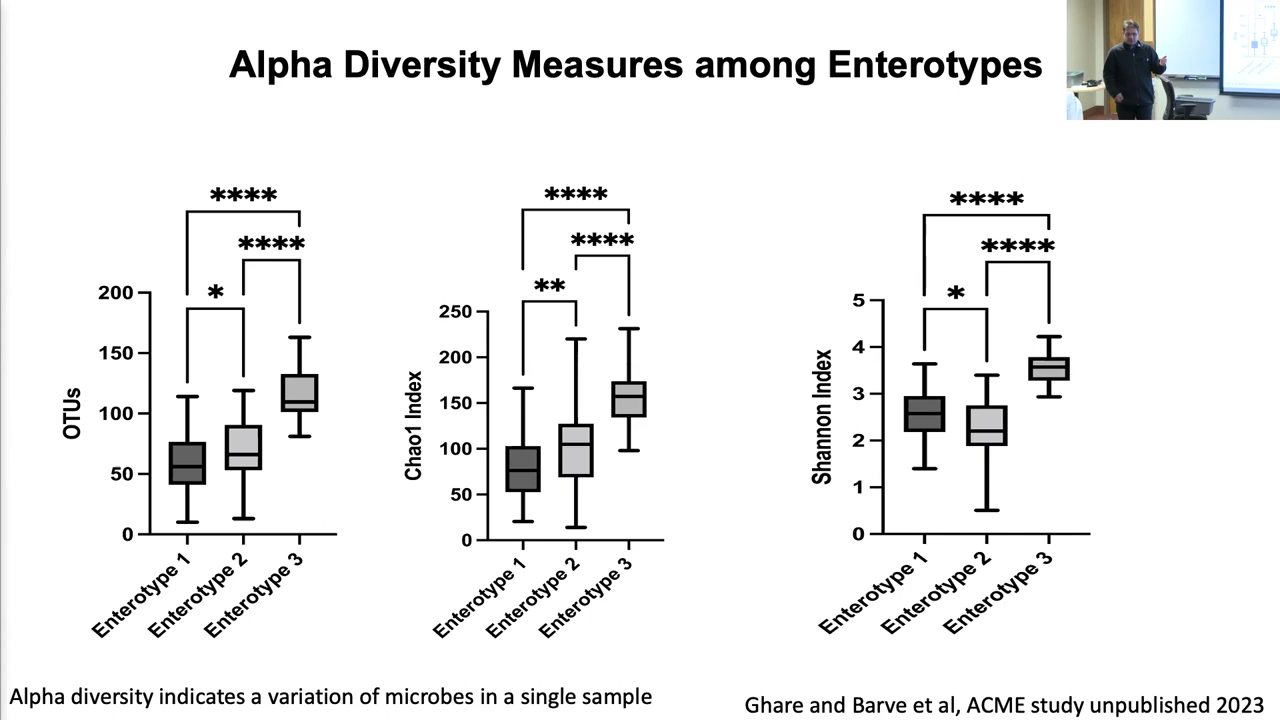 Alpha Diversity Measures among Enterotypes
****
****
*
200
150
100
50
0
OTUs
Enterotype 1
Enterotype 2
Enterotype 3
****
****
**
250
200
150
100
50
0
Chao1 Index
Enterotype 1
Enterotype 2
Enterotype 3
****
****
*
5
4
3
2
1
0
Shannon Index
Enterotype 1
Enterotype 2
Enterotype 3
Alpha diversity indicates a variation of microbes in a single sample
Ghare and Barve et al, ACME study unpublished 2023